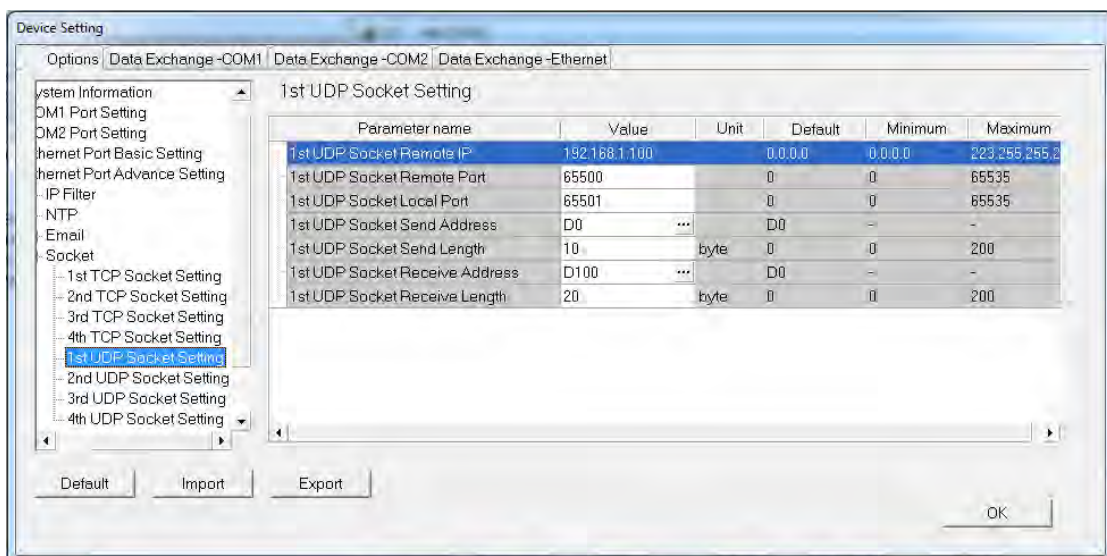 Device Setting
Options Data Exchange -COM1 Data Exchange -COM2 Data Exchange -Ethernet
ystem Information
OM1 Port Setting
OM2 Port Setting
hernet Port Basic Setting
hernet Port Advance Setting
IP Filter
NTP
Email
Socket
1st TCP Socket Setting
2nd TCP Socket Setting
3rd TCP Socket Setting
4th TCP Socket Setting
1st UDP Socket Setting
2nd UDP Socket Setting
3rd UDP Socket Setting
4th UDP Socket Setting
1st UDP Socket Setting
Parameter name Value Unit Default Minimum Maximum
1st UDP Socket Remote IP 192.168.1.100 0.0.0.0 0.0.0.0 223.255.255.2
1st UDP Socket Remote Port 65500 0 0 65535
1st UDP Socket Local Port 65501 0 0 65535
1st UDP Socket Send Address D0 ... D0 - -
1st UDP Socket Send Length 10 byte 0 0 200
1st UDP Socket Receive Address D100 ... D0 - -
1st UDP Socket Receive Length 20 byte 0 0 200
Default Import Export
OK